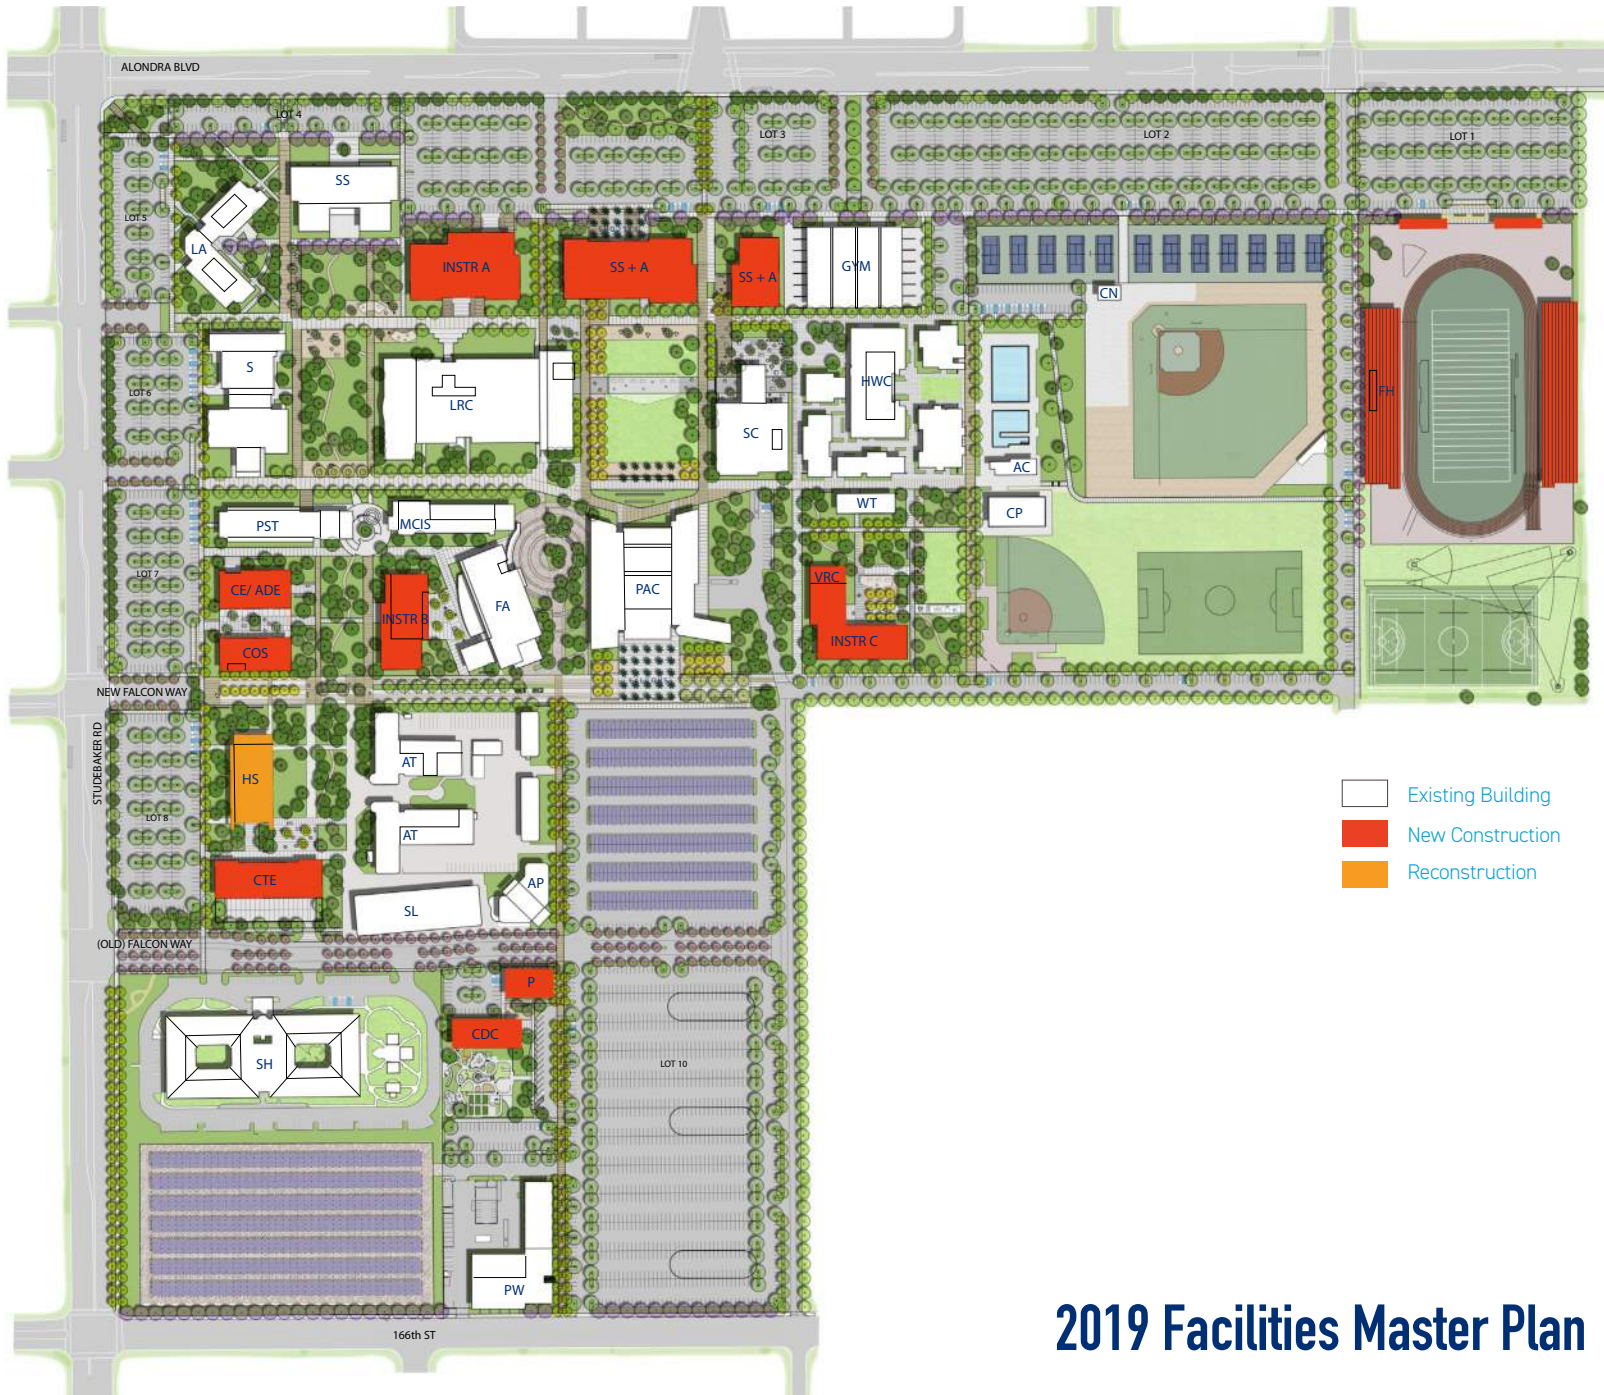 ALONDRA BLVD
LOT 4
LOT 3
LOT 2
LOT 1
SS
LOT 5
LA
INSTR A
SS + A
SS + A
GYM
CN
S
LOT 6
LRC
SC
HWC
FH
AC
WT
CP
PST
MCIS
LOT 7
CE/ ADE
INSTR B
FA
PAC
VRC
COS
INSTR C
NEW FALCON WAY
STUDEBAKER RD
HS
AT
LOT 8
AT
CTE
SL
AP
(OLD) FALCON WAY
P
CDC
SH
LOT 10
PW
166th ST
Existing Building
New Construction
Reconstruction
2019 Facilities Master Plan